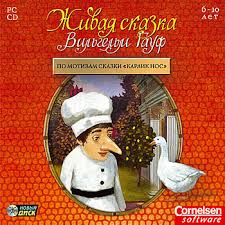 PC
CD
Живая сказка
6-10
лет
Вильгельм Гауф
ПО МОТИВАМ СКАЗКИ «КАРЛИК НОС»
НОВЫЙ
ДИСК
Cornelsen
software